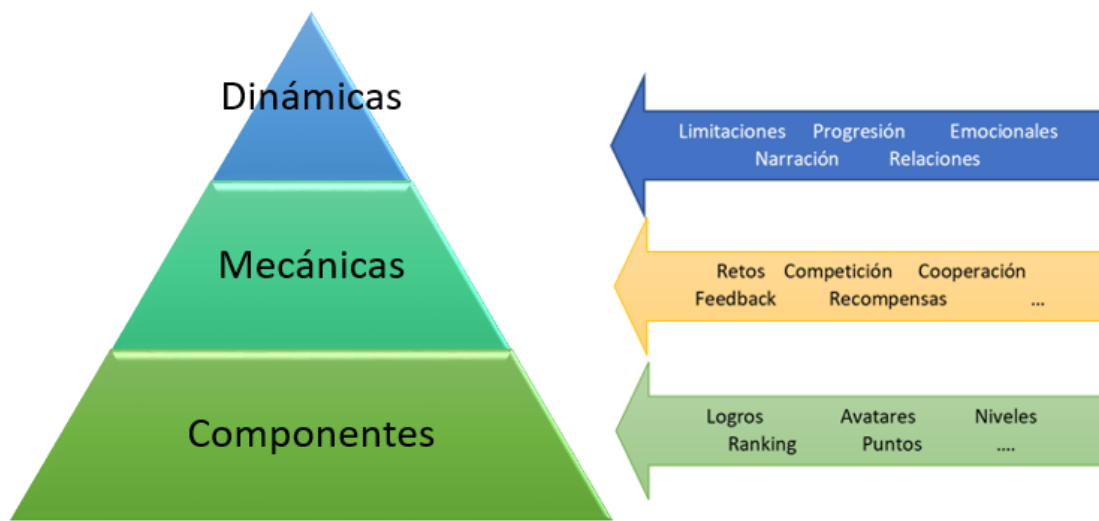 Dinámicas
Limitaciones Progresión Emocionales
Narración Relaciones
Mecánicas
Retos Competición Cooperación
Feedback Recompensas ...
Componentes
Logros Avatares Niveles
Ranking Puntos ....